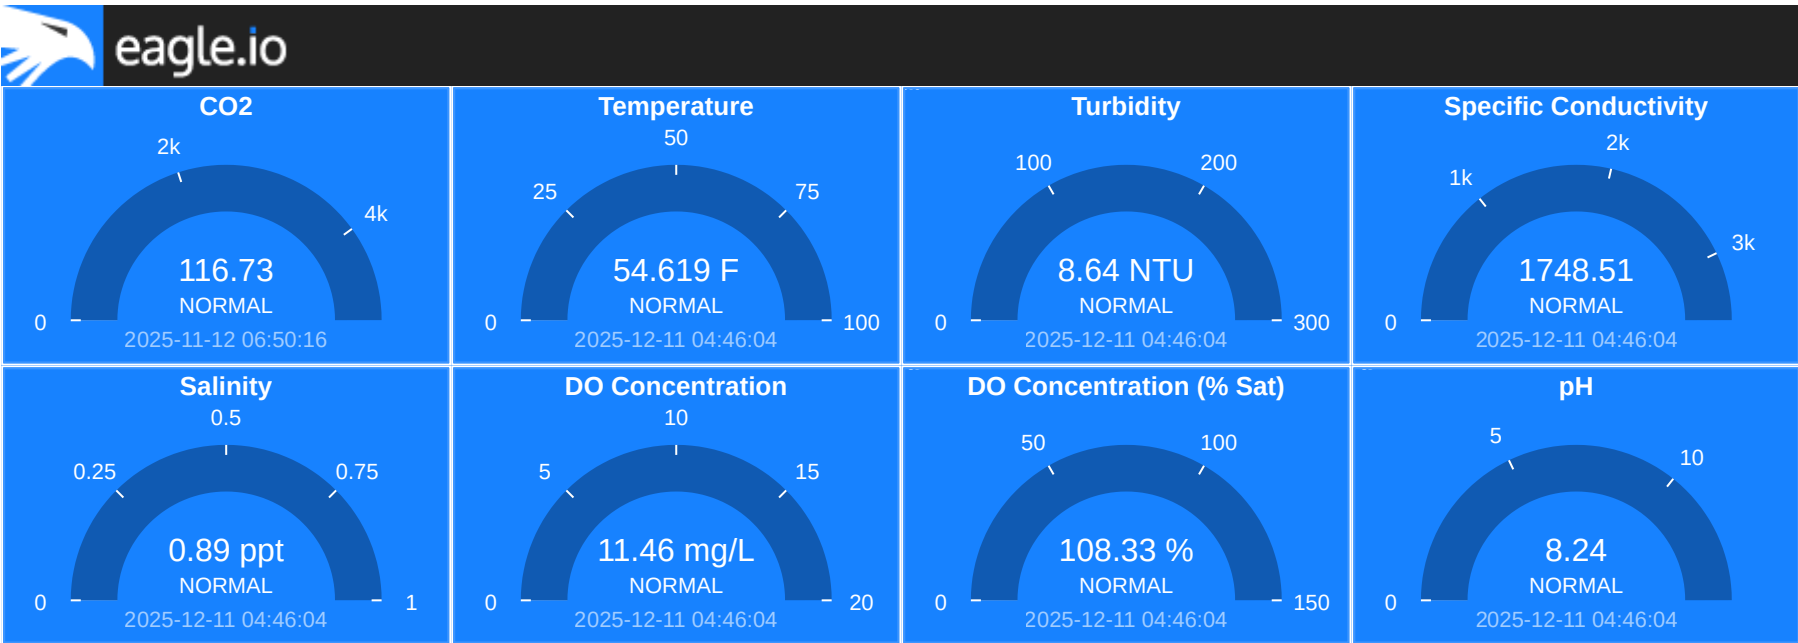 eagle.io
CO2
2k
4k
0
116.73
NORMAL
2025-11-12 06:50:16
Temperature
50
25
75
0
100
54.619 F
NORMAL
2025-12-11 04:46:04
Turbidity
100
200
0
300
8.64 NTU
NORMAL
2025-12-11 04:46:04
Specific Conductivity
2k
1k
3k
0
1748.51
NORMAL
2025-12-11 04:46:04
Salinity
0.5
0.25
0.75
0
1
0.89 ppt
NORMAL
2025-12-11 04:46:04
DO Concentration
10
5
15
0
20
11.46 mg/L
NORMAL
2025-12-11 04:46:04
DO Concentration (% Sat)
50
100
0
150
108.33 %
NORMAL
2025-12-11 04:46:04
pH
5
10
0
8.24
NORMAL
2025-12-11 04:46:04